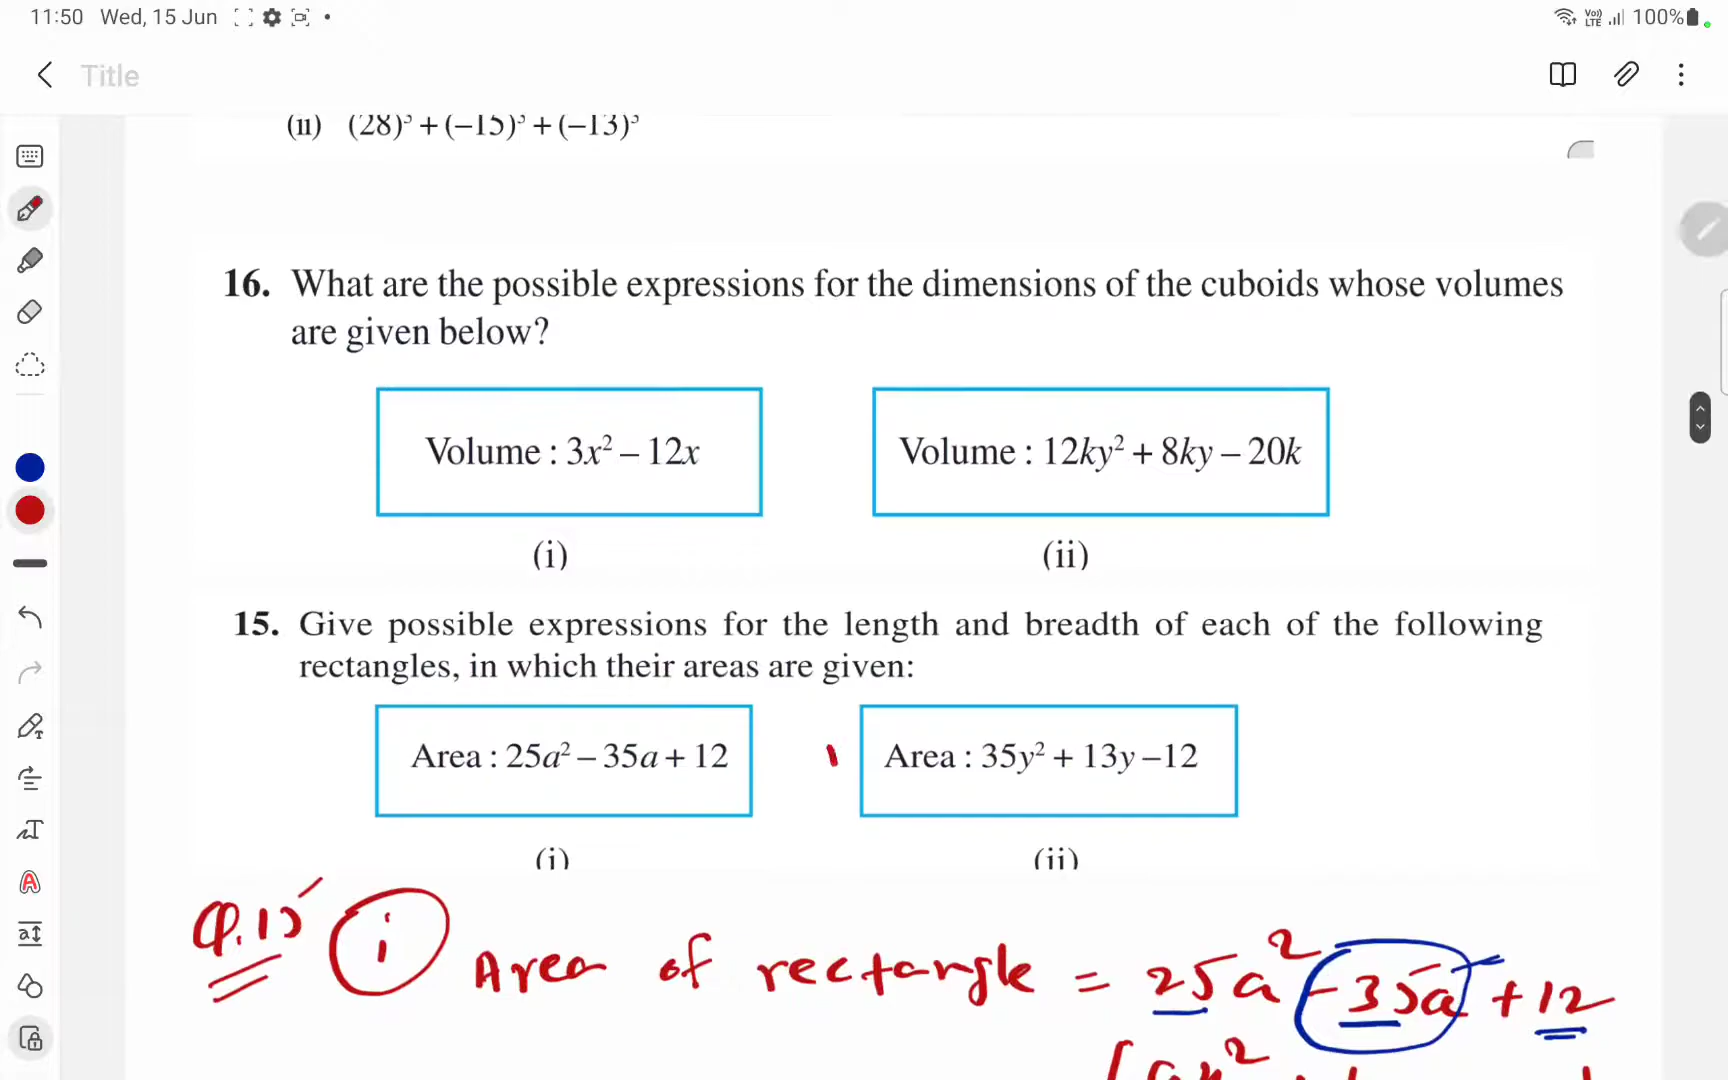 11:50 Wed, 15 Jun
100%
Title
(ii) (28)³ + (–15)³ + (–13)³
16. What are the possible expressions for the dimensions of the cuboids whose volumes
are given below?
Volume : 3x² – 12x
Volume : 12ky² + 8ky – 20k
(i)
(ii)
15. Give possible expressions for the length and breadth of each of the following
rectangles, in which their areas are given:
Area : 25a² – 35a + 12
Area : 35y² + 13y –12
(i)
(ii)
Q.15 i Area of rectangle = 25a² – 35a + 12